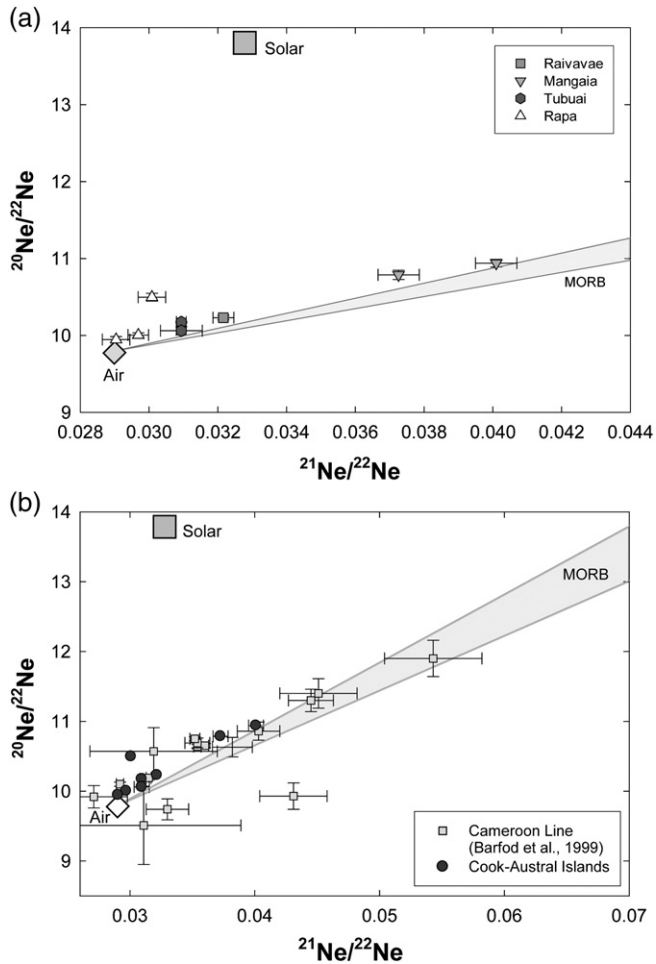 (a)
14
13
12
11
10
9
²⁰Ne/²²Ne
Solar
Raivavae
Mangaia
Tubuai
Rapa
MORB
Air
0.028 0.030 0.032 0.034 0.036 0.038 0.040 0.042 0.044
²¹Ne/²²Ne
(b)
14
13
12
11
10
9
²⁰Ne/²²Ne
Solar
MORB
Air
Cameroon Line
(Barfod et al., 1999)
Cook-Austral Islands
0.03 0.04 0.05 0.06 0.07
²¹Ne/²²Ne